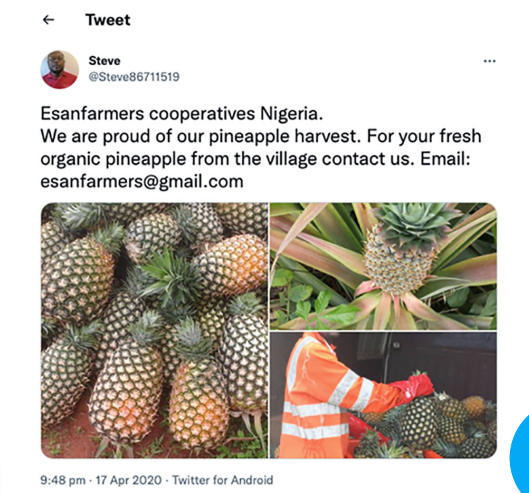 Tweet
Steve
@Steve86711519
Esanfarmers cooperatives Nigeria.
We are proud of our pineapple harvest. For your fresh
organic pineapple from the village contact us. Email:
esanfarmers@gmail.com
9:48 pm · 17 Apr 2020 · Twitter for Android